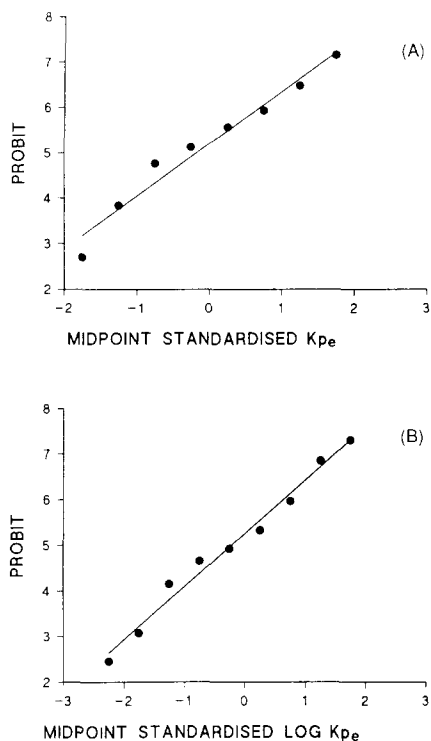 (A)
8
7
6
5
4
3
2
PROBIT
-2 -1 0 1 2 3
MIDPOINT STANDARDISED Kpe
(B)
8
7
6
5
4
3
2
PROBIT
-3 -2 -1 0 1 2 3
MIDPOINT STANDARDISED LOG Kpe